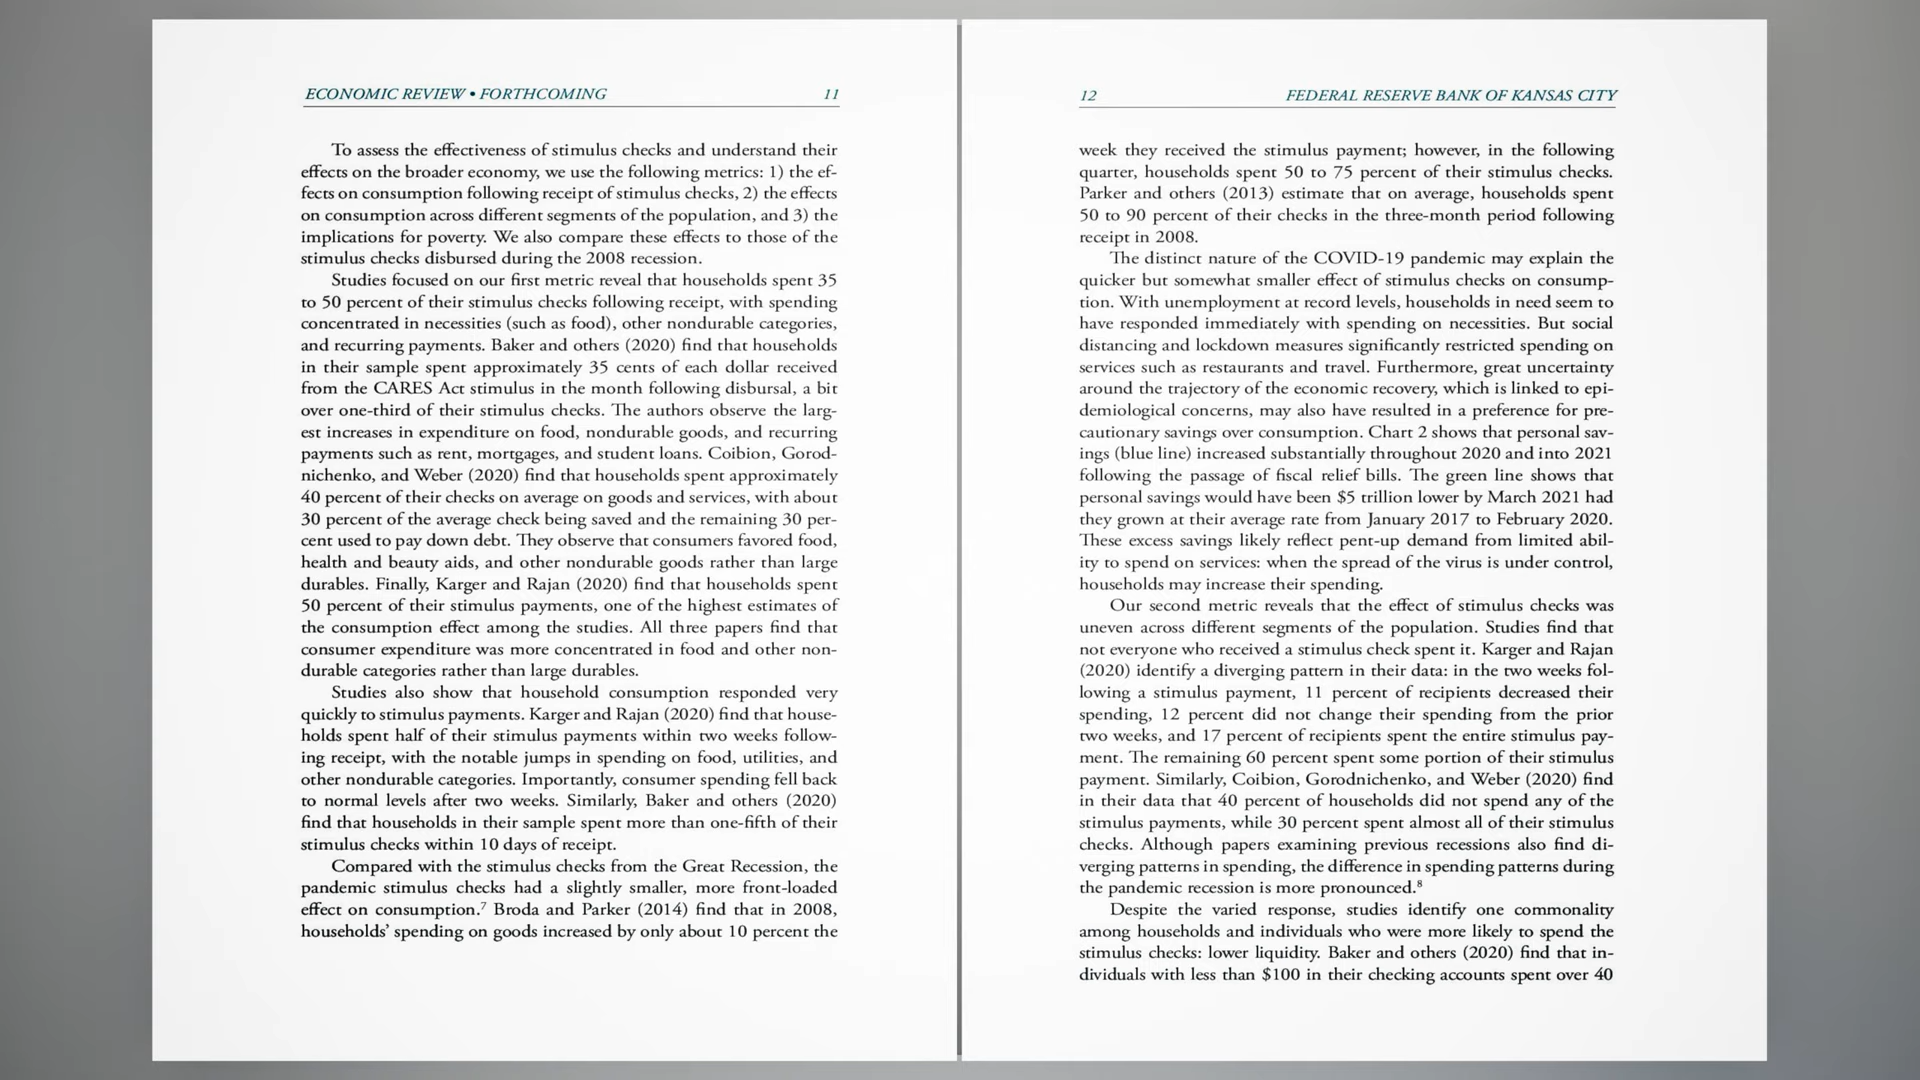 ECONOMIC REVIEW • FORTHCOMING 11
To assess the effectiveness of stimulus checks and understand their
effects on the broader economy, we use the following metrics: 1) the ef-
fects on consumption following receipt of stimulus checks, 2) the effects
on consumption across different segments of the population, and 3) the
implications for poverty. We also compare these effects to those of the
stimulus checks disbursed during the 2008 recession.
Studies focused on our first metric reveal that households spent 35
to 50 percent of their stimulus checks following receipt, with spending
concentrated in necessities (such as food), other nondurable categories,
and recurring payments. Baker and others (2020) find that households
in their sample spent approximately 35 cents of each dollar received
from the CARES Act stimulus in the month following disbursal, a bit
over one-third of their stimulus checks. The authors observe the larg-
est increases in expenditure on food, nondurable goods, and recurring
payments such as rent, mortgages, and student loans. Coibion, Gorod-
nichenko, and Weber (2020) find that households spent approximately
40 percent of their checks on average on goods and services, with about
30 percent of the average check being saved and the remaining 30 per-
cent used to pay down debt. They observe that consumers favored food,
health and beauty aids, and other nondurable goods rather than large
durables. Finally, Karger and Rajan (2020) find that households spent
50 percent of their stimulus payments, one of the highest estimates of
the consumption effect among the studies. All three papers find that
consumer expenditure was more concentrated in food and other non-
durable categories rather than large durables.
Studies also show that household consumption responded very
quickly to stimulus payments. Karger and Rajan (2020) find that house-
holds spent half of their stimulus payments within two weeks follow-
ing receipt, with the notable jumps in spending on food, utilities, and
other nondurable categories. Importantly, consumer spending fell back
to normal levels after two weeks. Similarly, Baker and others (2020)
find that households in their sample spent more than one-fifth of their
stimulus checks within 10 days of receipt.
Compared with the stimulus checks from the Great Recession, the
pandemic stimulus checks had a slightly smaller, more front-loaded
effect on consumption.⁷ Broda and Parker (2014) find that in 2008,
households' spending on goods increased by only about 10 percent the
12 FEDERAL RESERVE BANK OF KANSAS CITY
week they received the stimulus payment; however, in the following
quarter, households spent 50 to 75 percent of their stimulus checks.
Parker and others (2013) estimate that on average, households spent
50 to 90 percent of their checks in the three-month period following
receipt in 2008.
The distinct nature of the COVID-19 pandemic may explain the
quicker but somewhat smaller effect of stimulus checks on consump-
tion. With unemployment at record levels, households in need seem to
have responded immediately with spending on necessities. But social
distancing and lockdown measures significantly restricted spending on
services such as restaurants and travel. Furthermore, great uncertainty
around the trajectory of the economic recovery, which is linked to epi-
demiological concerns, may also have resulted in a preference for pre-
cautionary savings over consumption. Chart 2 shows that personal sav-
ings (blue line) increased substantially throughout 2020 and into 2021
following the passage of fiscal relief bills. The green line shows that
personal savings would have been $5 trillion lower by March 2021 had
they grown at their average rate from January 2017 to February 2020.
These excess savings likely reflect pent-up demand from limited abil-
ity to spend on services: when the spread of the virus is under control,
households may increase their spending.
Our second metric reveals that the effect of stimulus checks was
uneven across different segments of the population. Studies find that
not everyone who received a stimulus check spent it. Karger and Rajan
(2020) identify a diverging pattern in their data: in the two weeks fol-
lowing a stimulus payment, 11 percent of recipients decreased their
spending, 12 percent did not change their spending from the prior
two weeks, and 17 percent of recipients spent the entire stimulus pay-
ment. The remaining 60 percent spent some portion of their stimulus
payment. Similarly, Coibion, Gorodnichenko, and Weber (2020) find
in their data that 40 percent of households did not spend any of the
stimulus payments, while 30 percent spent almost all of their stimulus
checks. Although papers examining previous recessions also find di-
verging patterns in spending, the difference in spending patterns during
the pandemic recession is more pronounced.⁸
Despite the varied response, studies identify one commonality
among households and individuals who were more likely to spend the
stimulus checks: lower liquidity. Baker and others (2020) find that in-
dividuals with less than $100 in their checking accounts spent over 40